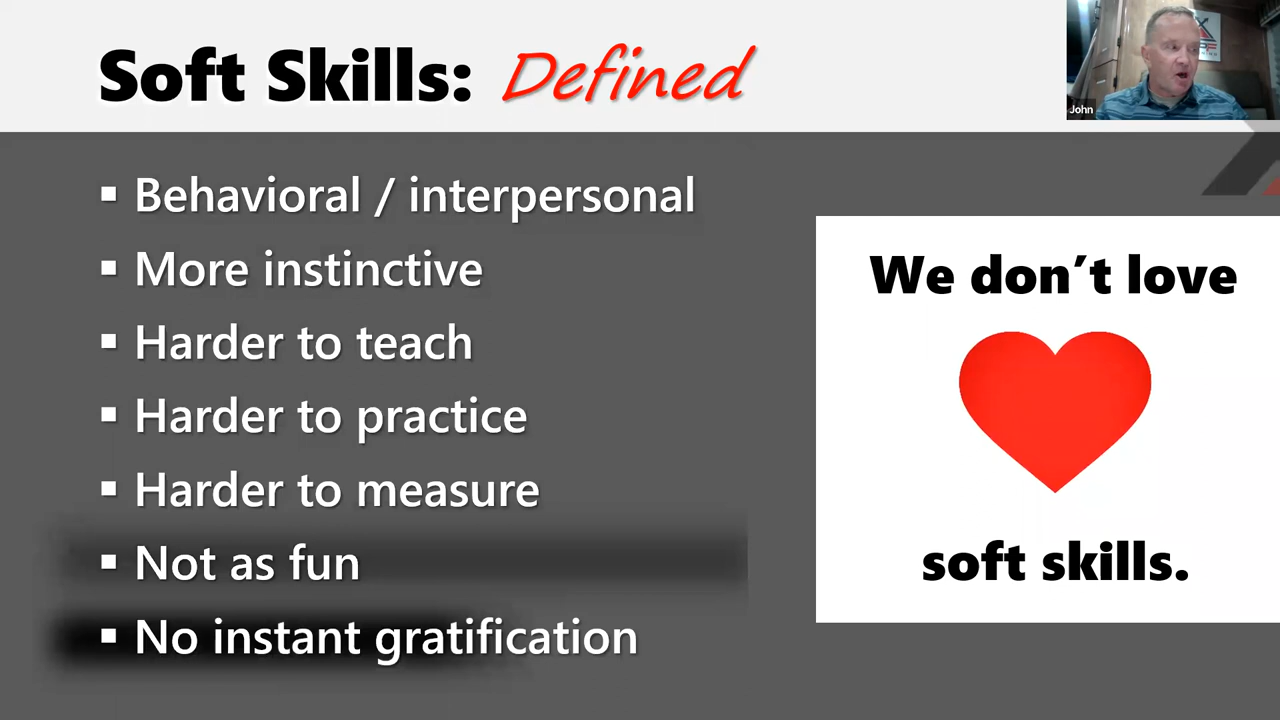 Soft Skills: Defined
John
▪ Behavioral / interpersonal
▪ More instinctive
▪ Harder to teach
▪ Harder to practice
▪ Harder to measure
▪ Not as fun
▪ No instant gratification
We don’t love
soft skills.